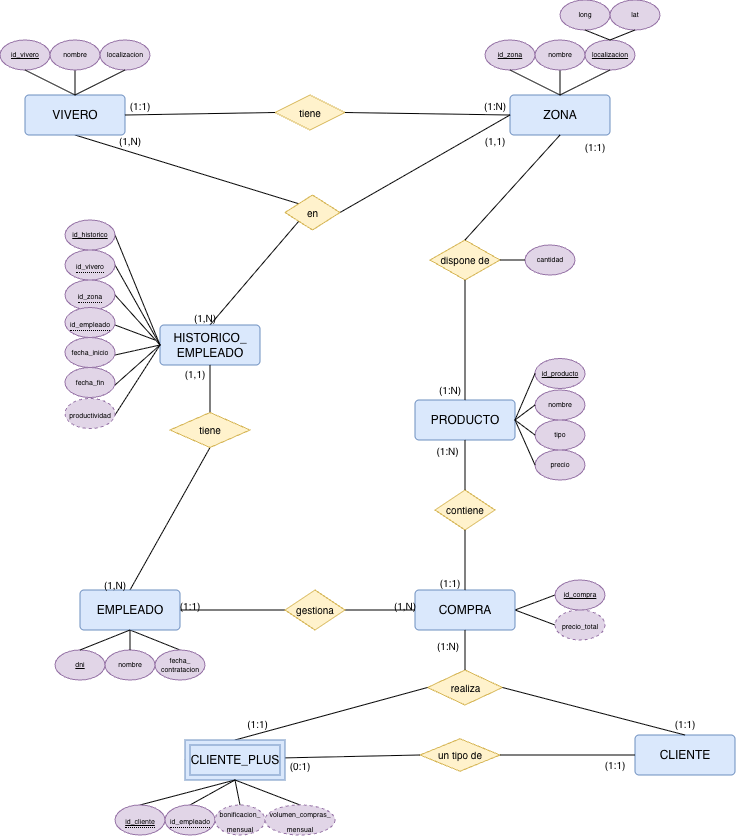 long
lat
id_vivero
nombre
localizacion
id_zona
nombre
localizacion
VIVERO
(1:1)
tiene
(1:N)
ZONA
(1,N)
(1,1)
(1:1)
en
id_historico
id_vivero
id_zona
id_empleado
fecha_inicio
fecha_fin
productividad
dispone de
cantidad
(1,N)
HISTORICO_
EMPLEADO
(1,1)
(1:N)
id_producto
nombre
tipo
precio
PRODUCTO
(1:N)
tiene
contiene
(1,N)
(1:1)
EMPLEADO
(1:1)
gestiona
(1,N)
COMPRA
id_compra
precio_total
dni
nombre
fecha_
contratacion
(1:N)
realiza
(1:1)
(1:1)
CLIENTE_PLUS
(0:1)
un tipo de
(1:1)
CLIENTE
id_cliente
id_empleado
bonificacion_
mensual
volumen_compras_
mensual